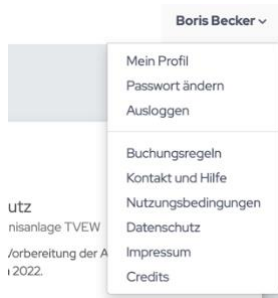 Boris Becker
Mein Profil
Passwort ändern
Ausloggen
Buchungsregeln
Kontakt und Hilfe
Nutzungsbedingungen
Datenschutz
Impressum
Credits
utz
nisanlage TVEW
Vorbereitung der A
2022.